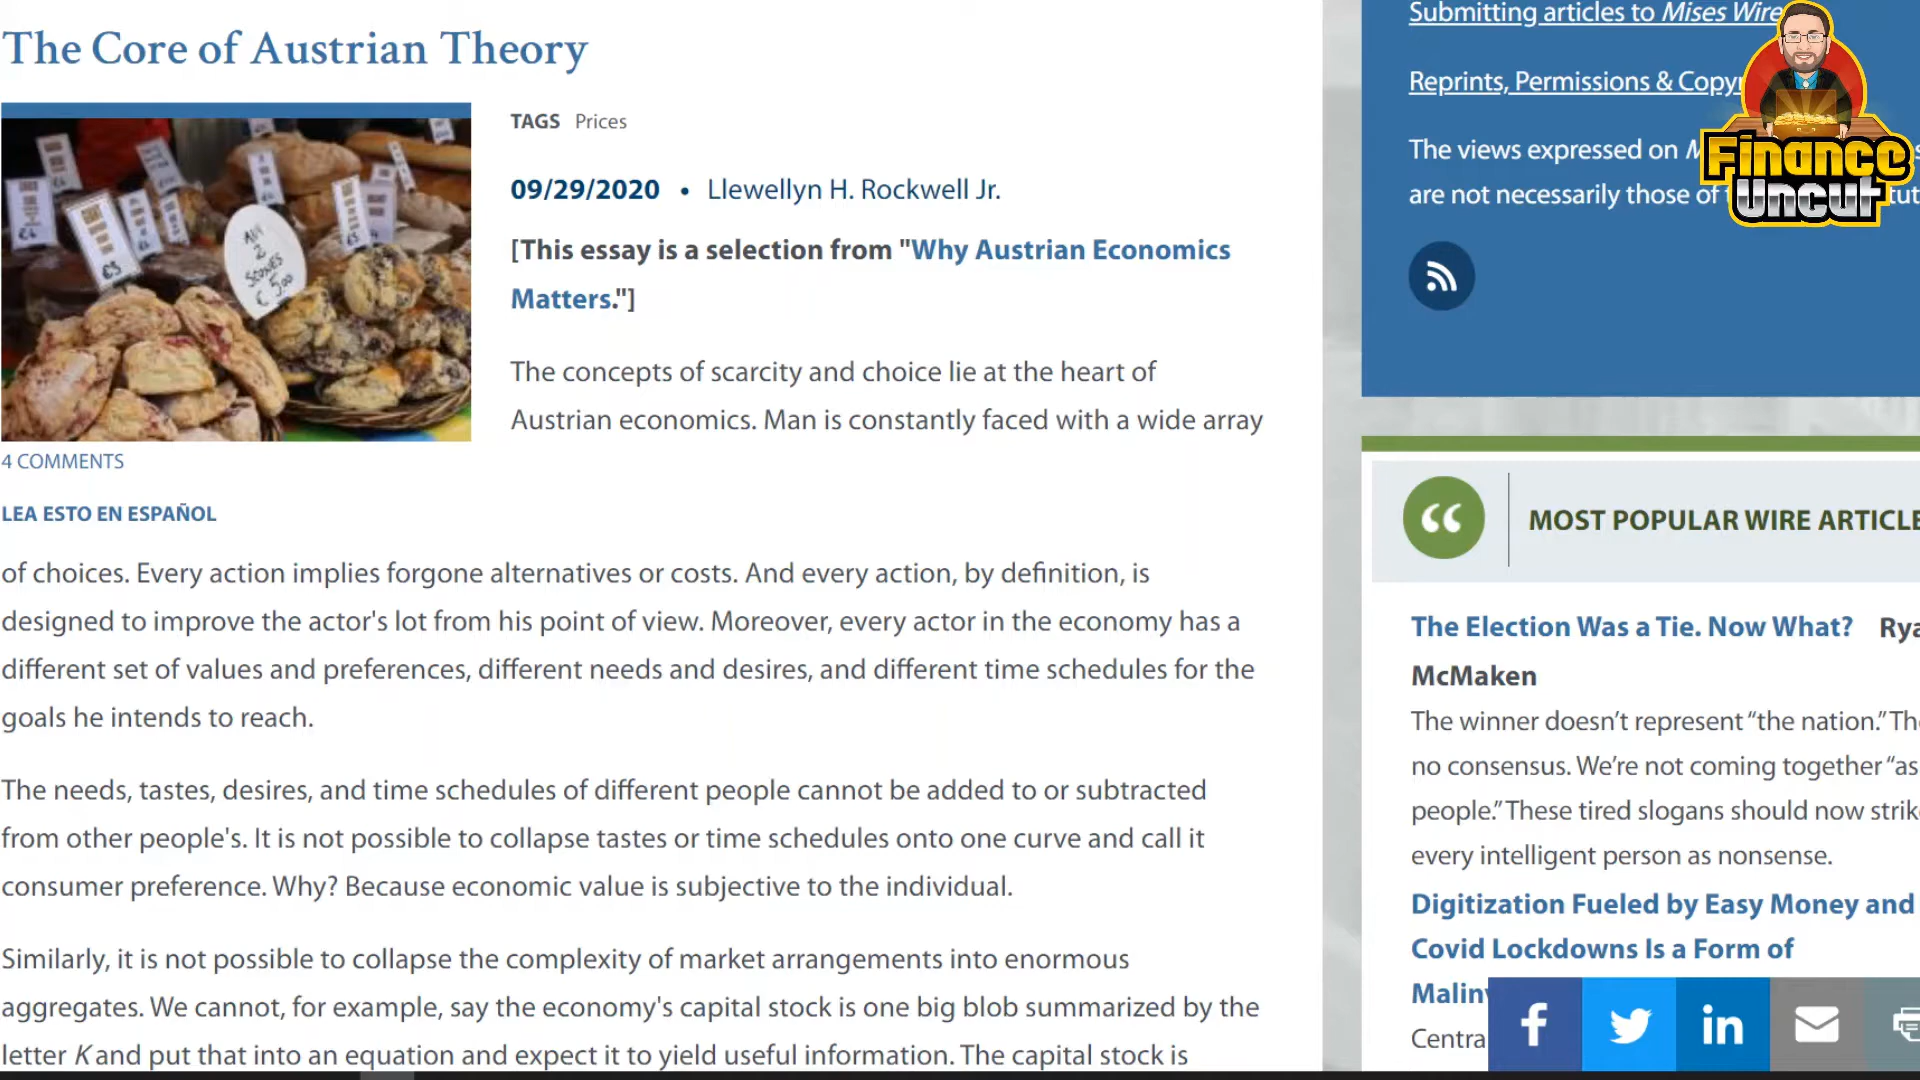 The Core of Austrian Theory
TAGS Prices
09/29/2020 • Llewellyn H. Rockwell Jr.
[This essay is a selection from "Why Austrian Economics
Matters."]
The concepts of scarcity and choice lie at the heart of
Austrian economics. Man is constantly faced with a wide array
ANY
2
SCONES
€ 5.00
€5
4 COMMENTS
LEA ESTO EN ESPAÑOL
of choices. Every action implies forgone alternatives or costs. And every action, by definition, is
designed to improve the actor's lot from his point of view. Moreover, every actor in the economy has a
different set of values and preferences, different needs and desires, and different time schedules for the
goals he intends to reach.
The needs, tastes, desires, and time schedules of different people cannot be added to or subtracted
from other people's. It is not possible to collapse tastes or time schedules onto one curve and call it
consumer preference. Why? Because economic value is subjective to the individual.
Similarly, it is not possible to collapse the complexity of market arrangements into enormous
aggregates. We cannot, for example, say the economy's capital stock is one big blob summarized by the
letter K and put that into an equation and expect it to yield useful information. The capital stock is
Submitting articles to Mises Wire
Reprints, Permissions &
The views expressed on
are not necessarily those of
Finance
Uncut
MOST POPULAR WIRE
The Election Was a Tie. Now What?
McMaken
The winner doesn't represent "the nation."
no consensus. We're not coming together "as
people." These tired slogans should now
every intelligent person as nonsense.
Digitization Fueled by Easy Money and
Covid Lockdowns Is a Form of